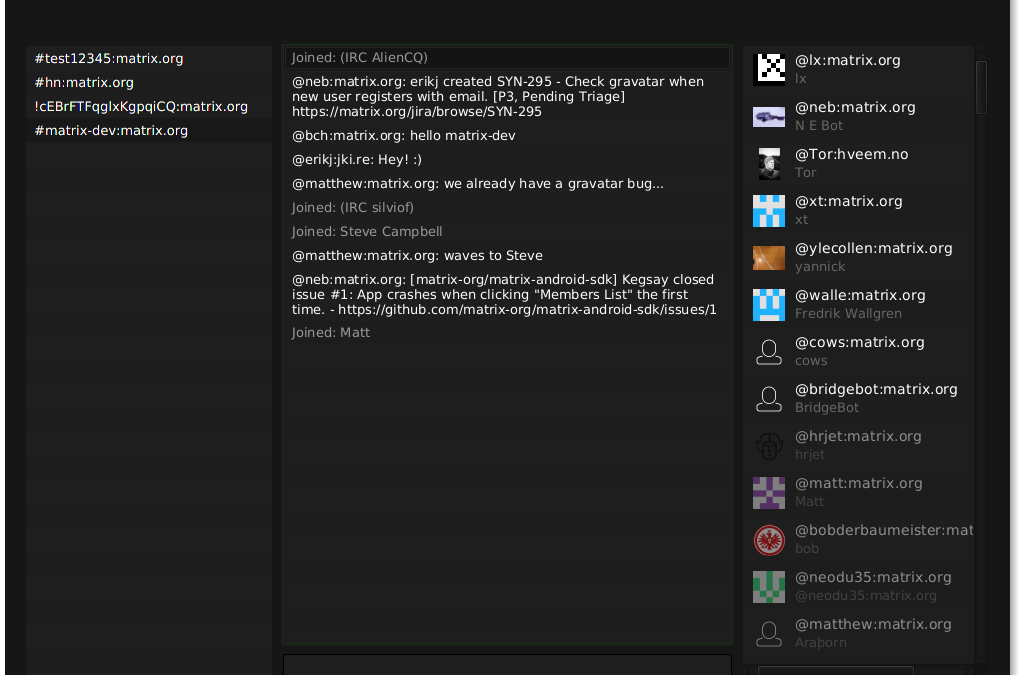 #test12345:matrix.org
#hn:matrix.org
!cEBrFTFqglxKgpqiCQ:matrix.org
#matrix-dev:matrix.org
Joined: (IRC AlienCQ)
@neb:matrix.org: erikj created SYN-295 - Check gravatar when
new user registers with email. [P3, Pending Triage]
https://matrix.org/jira/browse/SYN-295
@bch:matrix.org: hello matrix-dev
@erikj:jki.re: Hey! :)
@matthew:matrix.org: we already have a gravatar bug...
Joined: (IRC silviof)
Joined: Steve Campbell
@matthew:matrix.org: waves to Steve
@neb:matrix.org: [matrix-org/matrix-android-sdk] Kegsay closed
issue #1: App crashes when clicking "Members List" the first
time. - https://github.com/matrix-org/matrix-android-sdk/issues/1
Joined: Matt
@lx:matrix.org
lx
@neb:matrix.org
N E Bot
@Tor:hveem.no
Tor
@xt:matrix.org
xt
@ylecollen:matrix.org
yannick
@walle:matrix.org
Fredrik Wallgren
@cows:matrix.org
cows
@bridgebot:matrix.org
BridgeBot
@hrjet:matrix.org
hrjet
@matt:matrix.org
Matt
@bobderbaumeister:mat
bob
@neodu35:matrix.org
@neodu35:matrix.org
@matthew:matrix.org
Araþorn